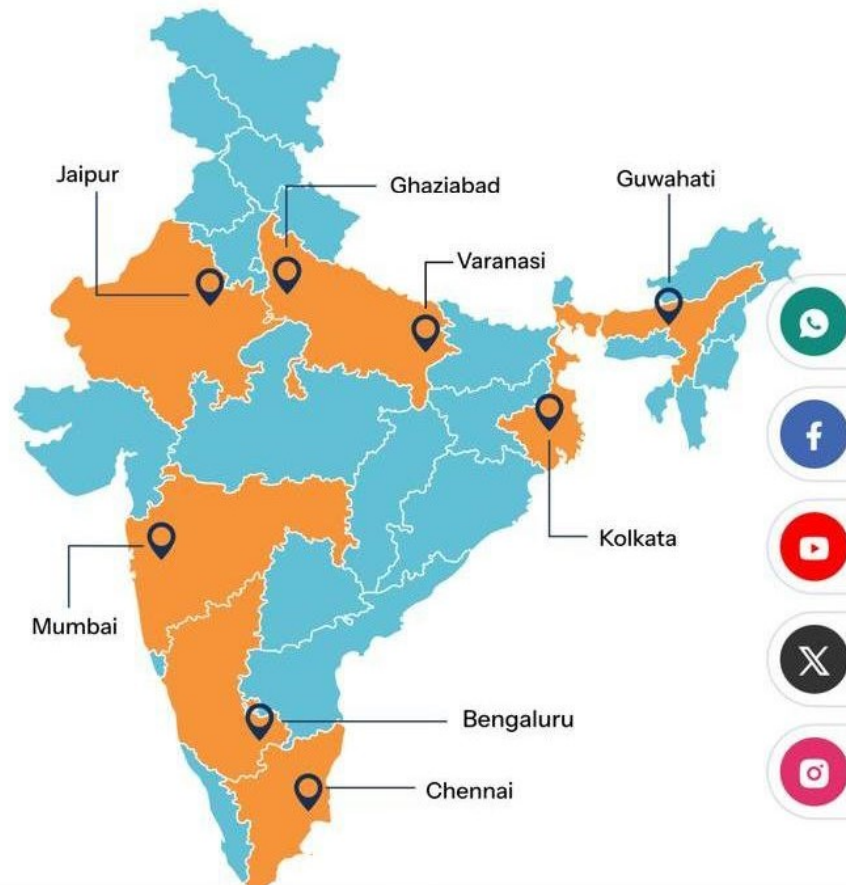 Jaipur
Ghaziabad
Guwahati
Varanasi
Kolkata
Mumbai
Bengaluru
Chennai